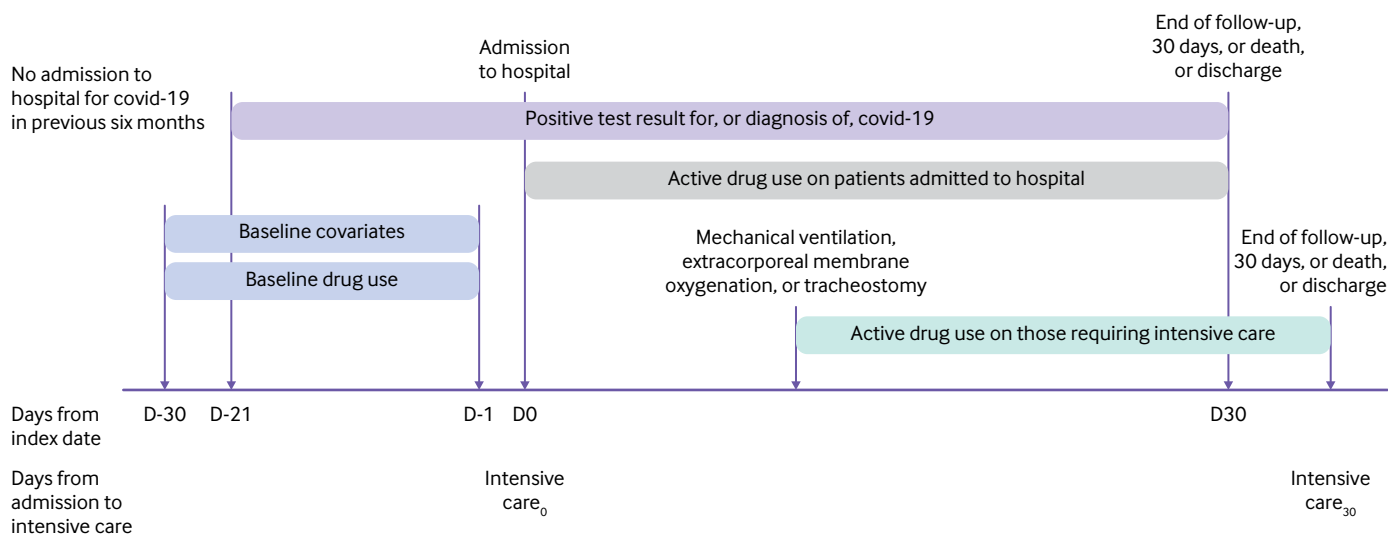 No admission to
hospital for covid-19
in previous six months
Admission
to hospital
End of follow-up,
30 days, or death,
or discharge
Positive test result for, or diagnosis of, covid-19
Active drug use on patients admitted to hospital
Baseline covariates
Baseline drug use
Mechanical ventilation,
extracorporeal membrane
oxygenation, or tracheostomy
End of follow-up,
30 days, or death,
or discharge
Active drug use on those requiring intensive care
Days from
index date
D-30 D-21 D-1 D0 D30
Days from
admission to
intensive care
Intensive
care₀
Intensive
care₃₀